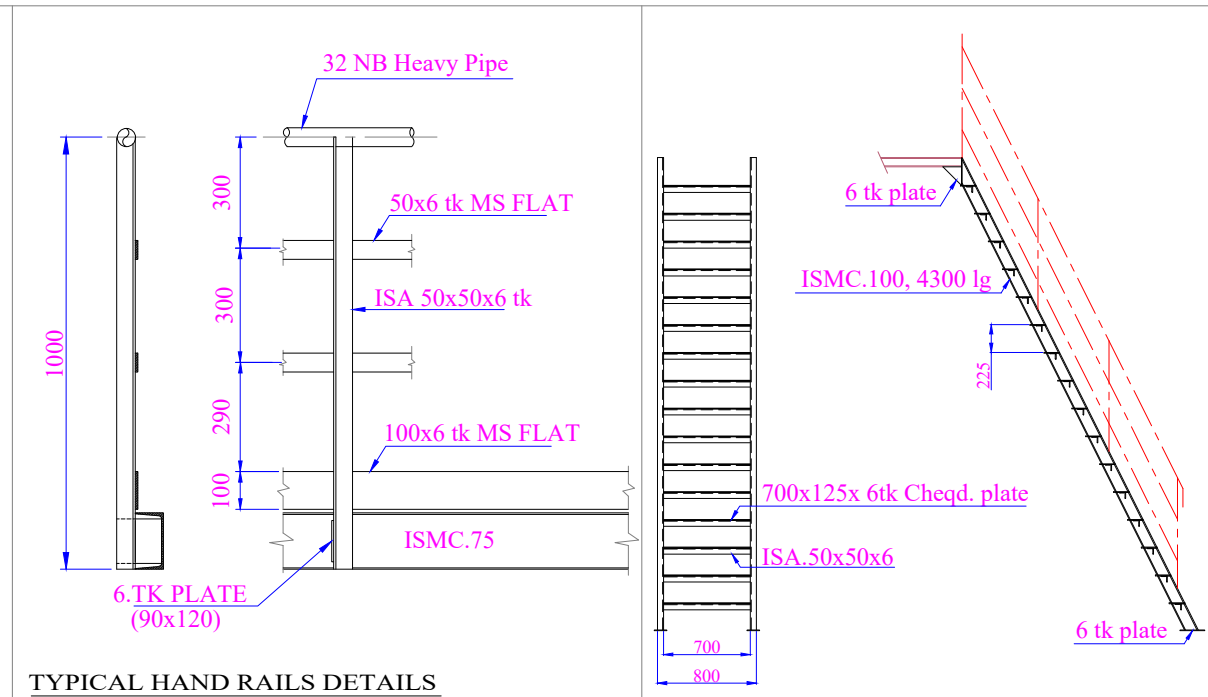 32 NB Heavy Pipe
300
50x6 tk MS FLAT
ISA 50x50x6 tk
300
1000
290
100x6 tk MS FLAT
100
ISMC.75
6.TK PLATE
(90x120)
TYPICAL HAND RAILS DETAILS
6 tk plate
ISMC.100, 4300 lg
225
700x125x 6tk Cheqd. plate
ISA.50x50x6
6 tk plate
700
800